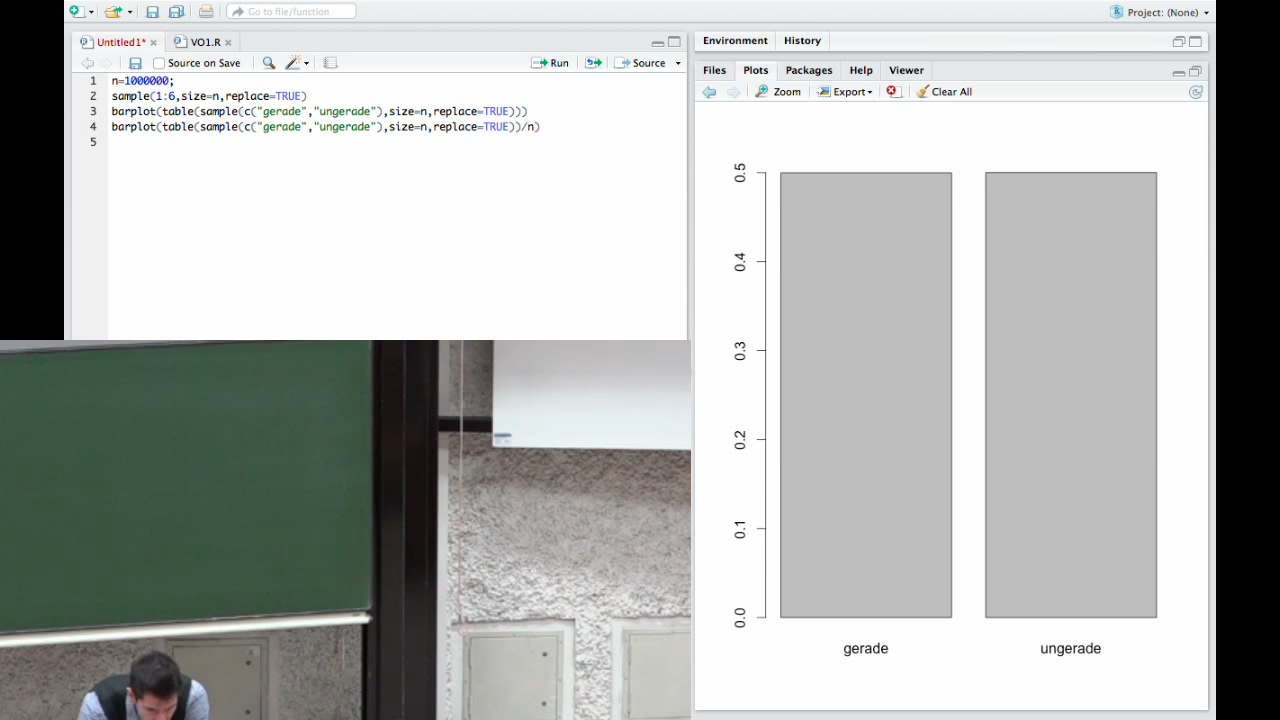 Go to file/function
Project: (None)
Untitled1*
VO1.R
Source on Save
Run
Source
1 n=1000000;
2 sample(1:6,size=n,replace=TRUE)
3 barplot(table(sample(c("gerade","ungerade"),size=n,replace=TRUE)))
4 barplot(table(sample(c("gerade","ungerade"),size=n,replace=TRUE))/n)
5
Environment
History
Files
Plots
Packages
Help
Viewer
Zoom
Export
Clear All
0.5
0.4
0.3
0.2
0.1
0.0
gerade
ungerade